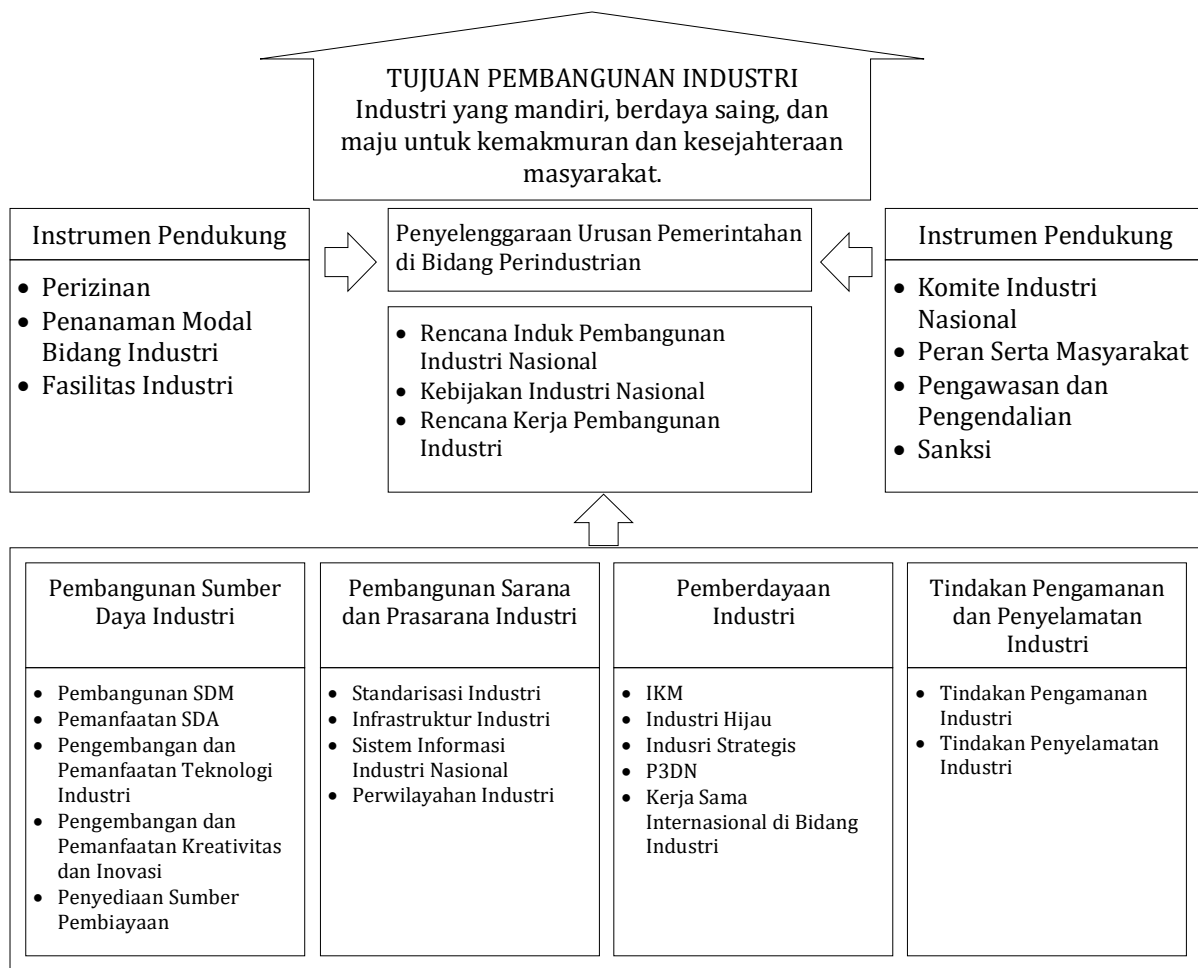 TUJUAN PEMBANGUNAN INDUSTRI
Industri yang mandiri, berdaya saing, dan
maju untuk kemakmuran dan kesejahteraan
masyarakat.
Instrumen Pendukung
• Perizinan
• Penanaman Modal
Bidang Industri
• Fasilitas Industri
Penyelenggaraan Urusan Pemerintahan
di Bidang Perindustrian
• Rencana Induk Pembangunan
Industri Nasional
• Kebijakan Industri Nasional
• Rencana Kerja Pembangunan
Industri
Instrumen Pendukung
• Komite Industri
Nasional
• Peran Serta Masyarakat
• Pengawasan dan
Pengendalian
• Sanksi
Pembangunan Sumber
Daya Industri
• Pembangunan SDM
• Pemanfaatan SDA
• Pengembangan dan
Pemanfaatan Teknologi
Industri
• Pengembangan dan
Pemanfaatan Kreativitas
dan Inovasi
• Penyediaan Sumber
Pembiayaan
Pembangunan Sarana
dan Prasarana Industri
• Standarisasi Industri
• Infrastruktur Industri
• Sistem Informasi
Industri Nasional
• Perwilayahan Industri
Pemberdayaan
Industri
• IKM
• Industri Hijau
• Indusri Strategis
• P3DN
• Kerja Sama
Internasional di Bidang
Industri
Tindakan Pengamanan
dan Penyelamatan
Industri
• Tindakan Pengamanan
Industri
• Tindakan Penyelamatan
Industri